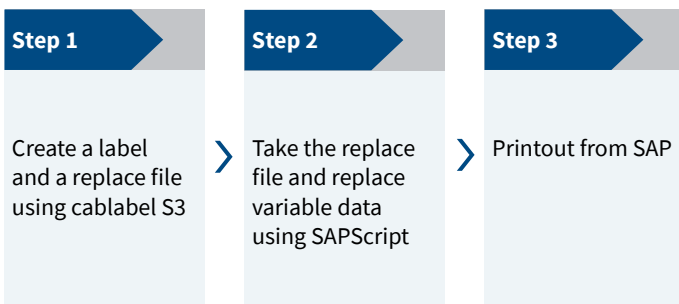 Step 1
Create a label
and a replace file
using cablabel S3
Step 2
Take the replace
file and replace
variable data
using SAPScript
Step 3
Printout from SAP